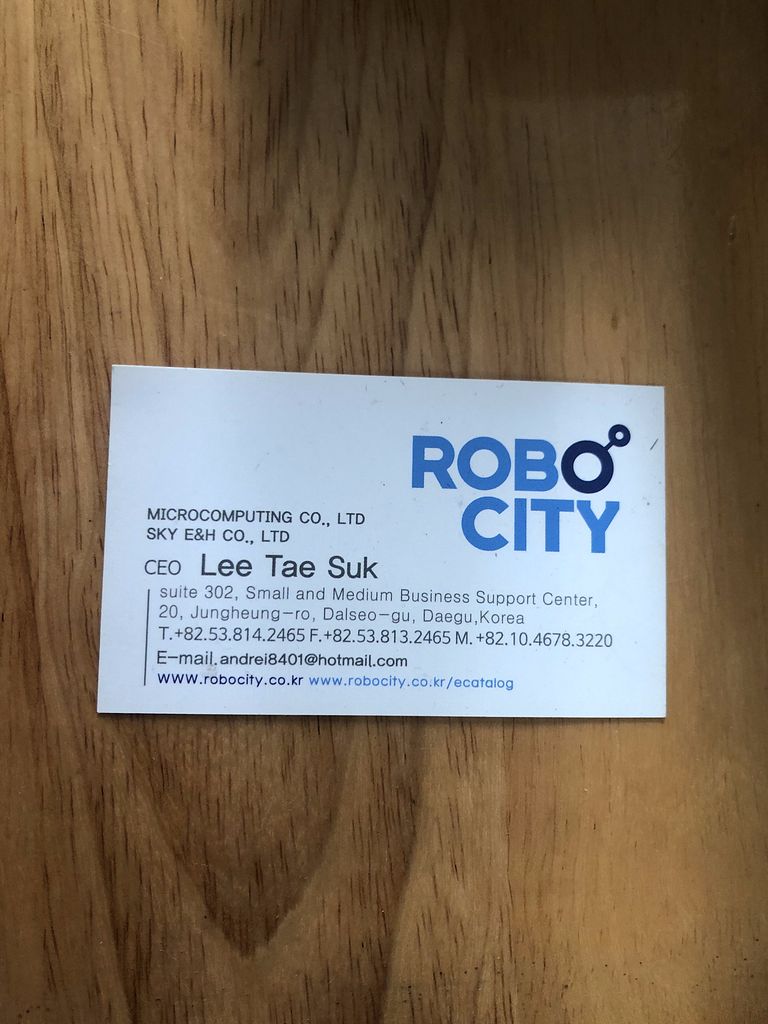 ROBO
CITY
MICROCOMPUTING CO., LTD
SKY E&H CO., LTD
CEO Lee Tae Suk
suite 302, Small and Medium Business Support Center,
20, Jungheung-ro, Dalseo-gu, Daegu,Korea
T.+82.53.814.2465 F.+82.53.813.2465 M.+82.10.4678.3220
E-mail.andrei8401@hotmail.com
www.robocity.co.kr www.robocity.co.kr/ecatalog